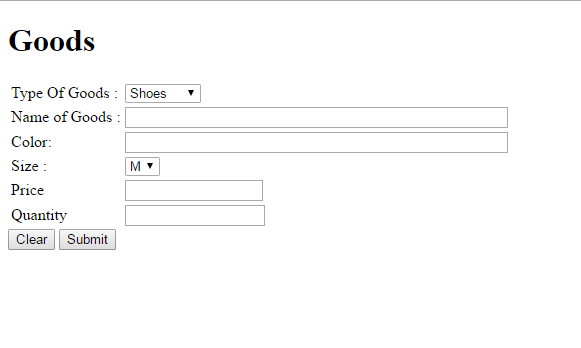 Goods
Type Of Goods : Shoes
Name of Goods :
Color:
Size : M
Price
Quantity
Clear Submit